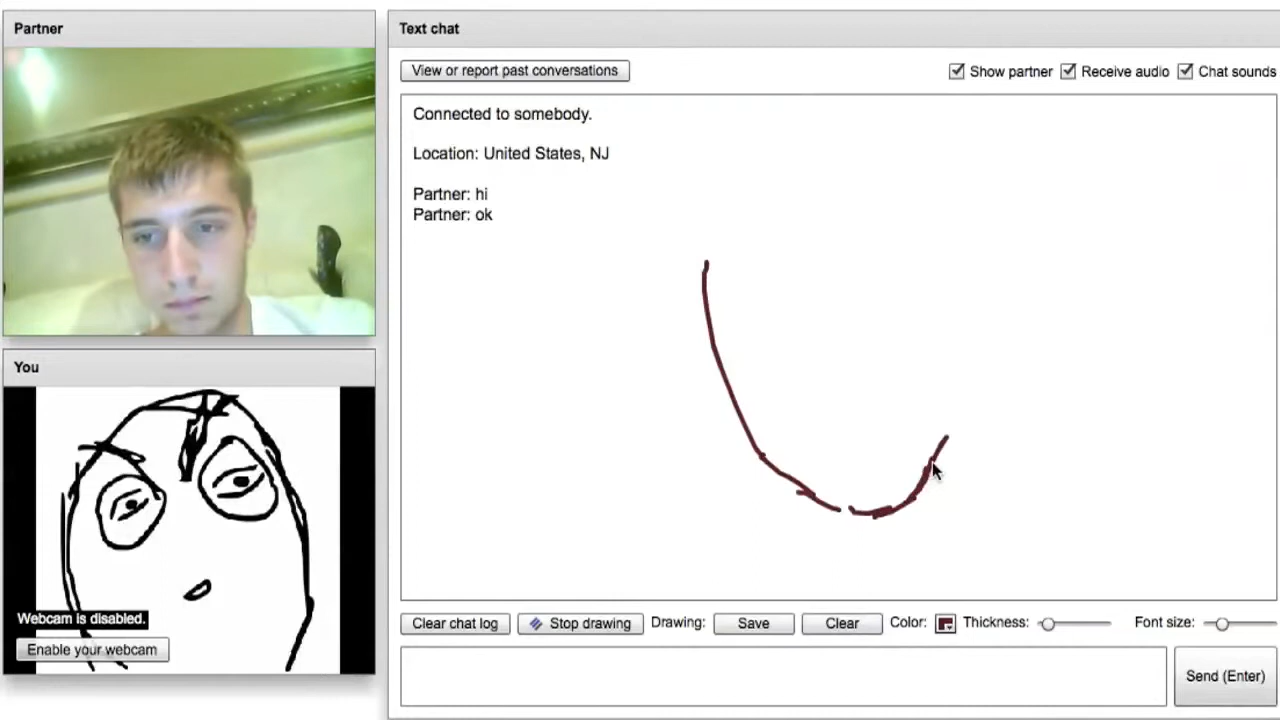 Partner
Text chat
View or report past conversations
Show partner
Receive audio
Chat sounds
Connected to somebody.
Location: United States, NJ
Partner: hi
Partner: ok
You
Webcam is disabled.
Enable your webcam
Clear chat log
Stop drawing
Drawing:
Save
Clear
Color:
Thickness:
Font size:
Send (Enter)